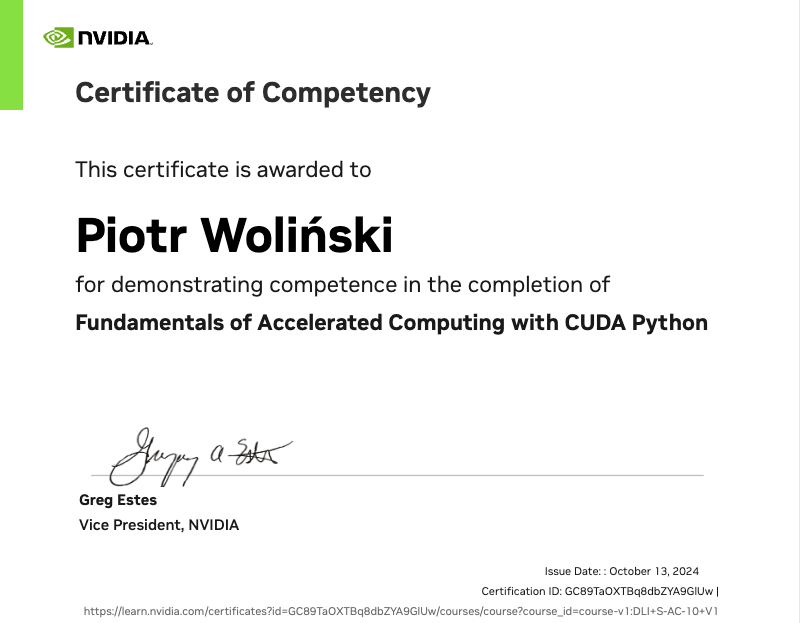 NVIDIA.
Certificate of Competency
This certificate is awarded to
Piotr Woliński
for demonstrating competence in the completion of
Fundamentals of Accelerated Computing with CUDA Python
Greg Estes
Vice President, NVIDIA
Issue Date: : October 13, 2024
Certification ID: GC89TaOXTBq8dbZYA9GlUw |
https://learn.nvidia.com/certificates?id=GC89TaOXTBq8dbZYA9GlUw/courses/course?course_id=course-v1:DLI+S-AC-10+V1